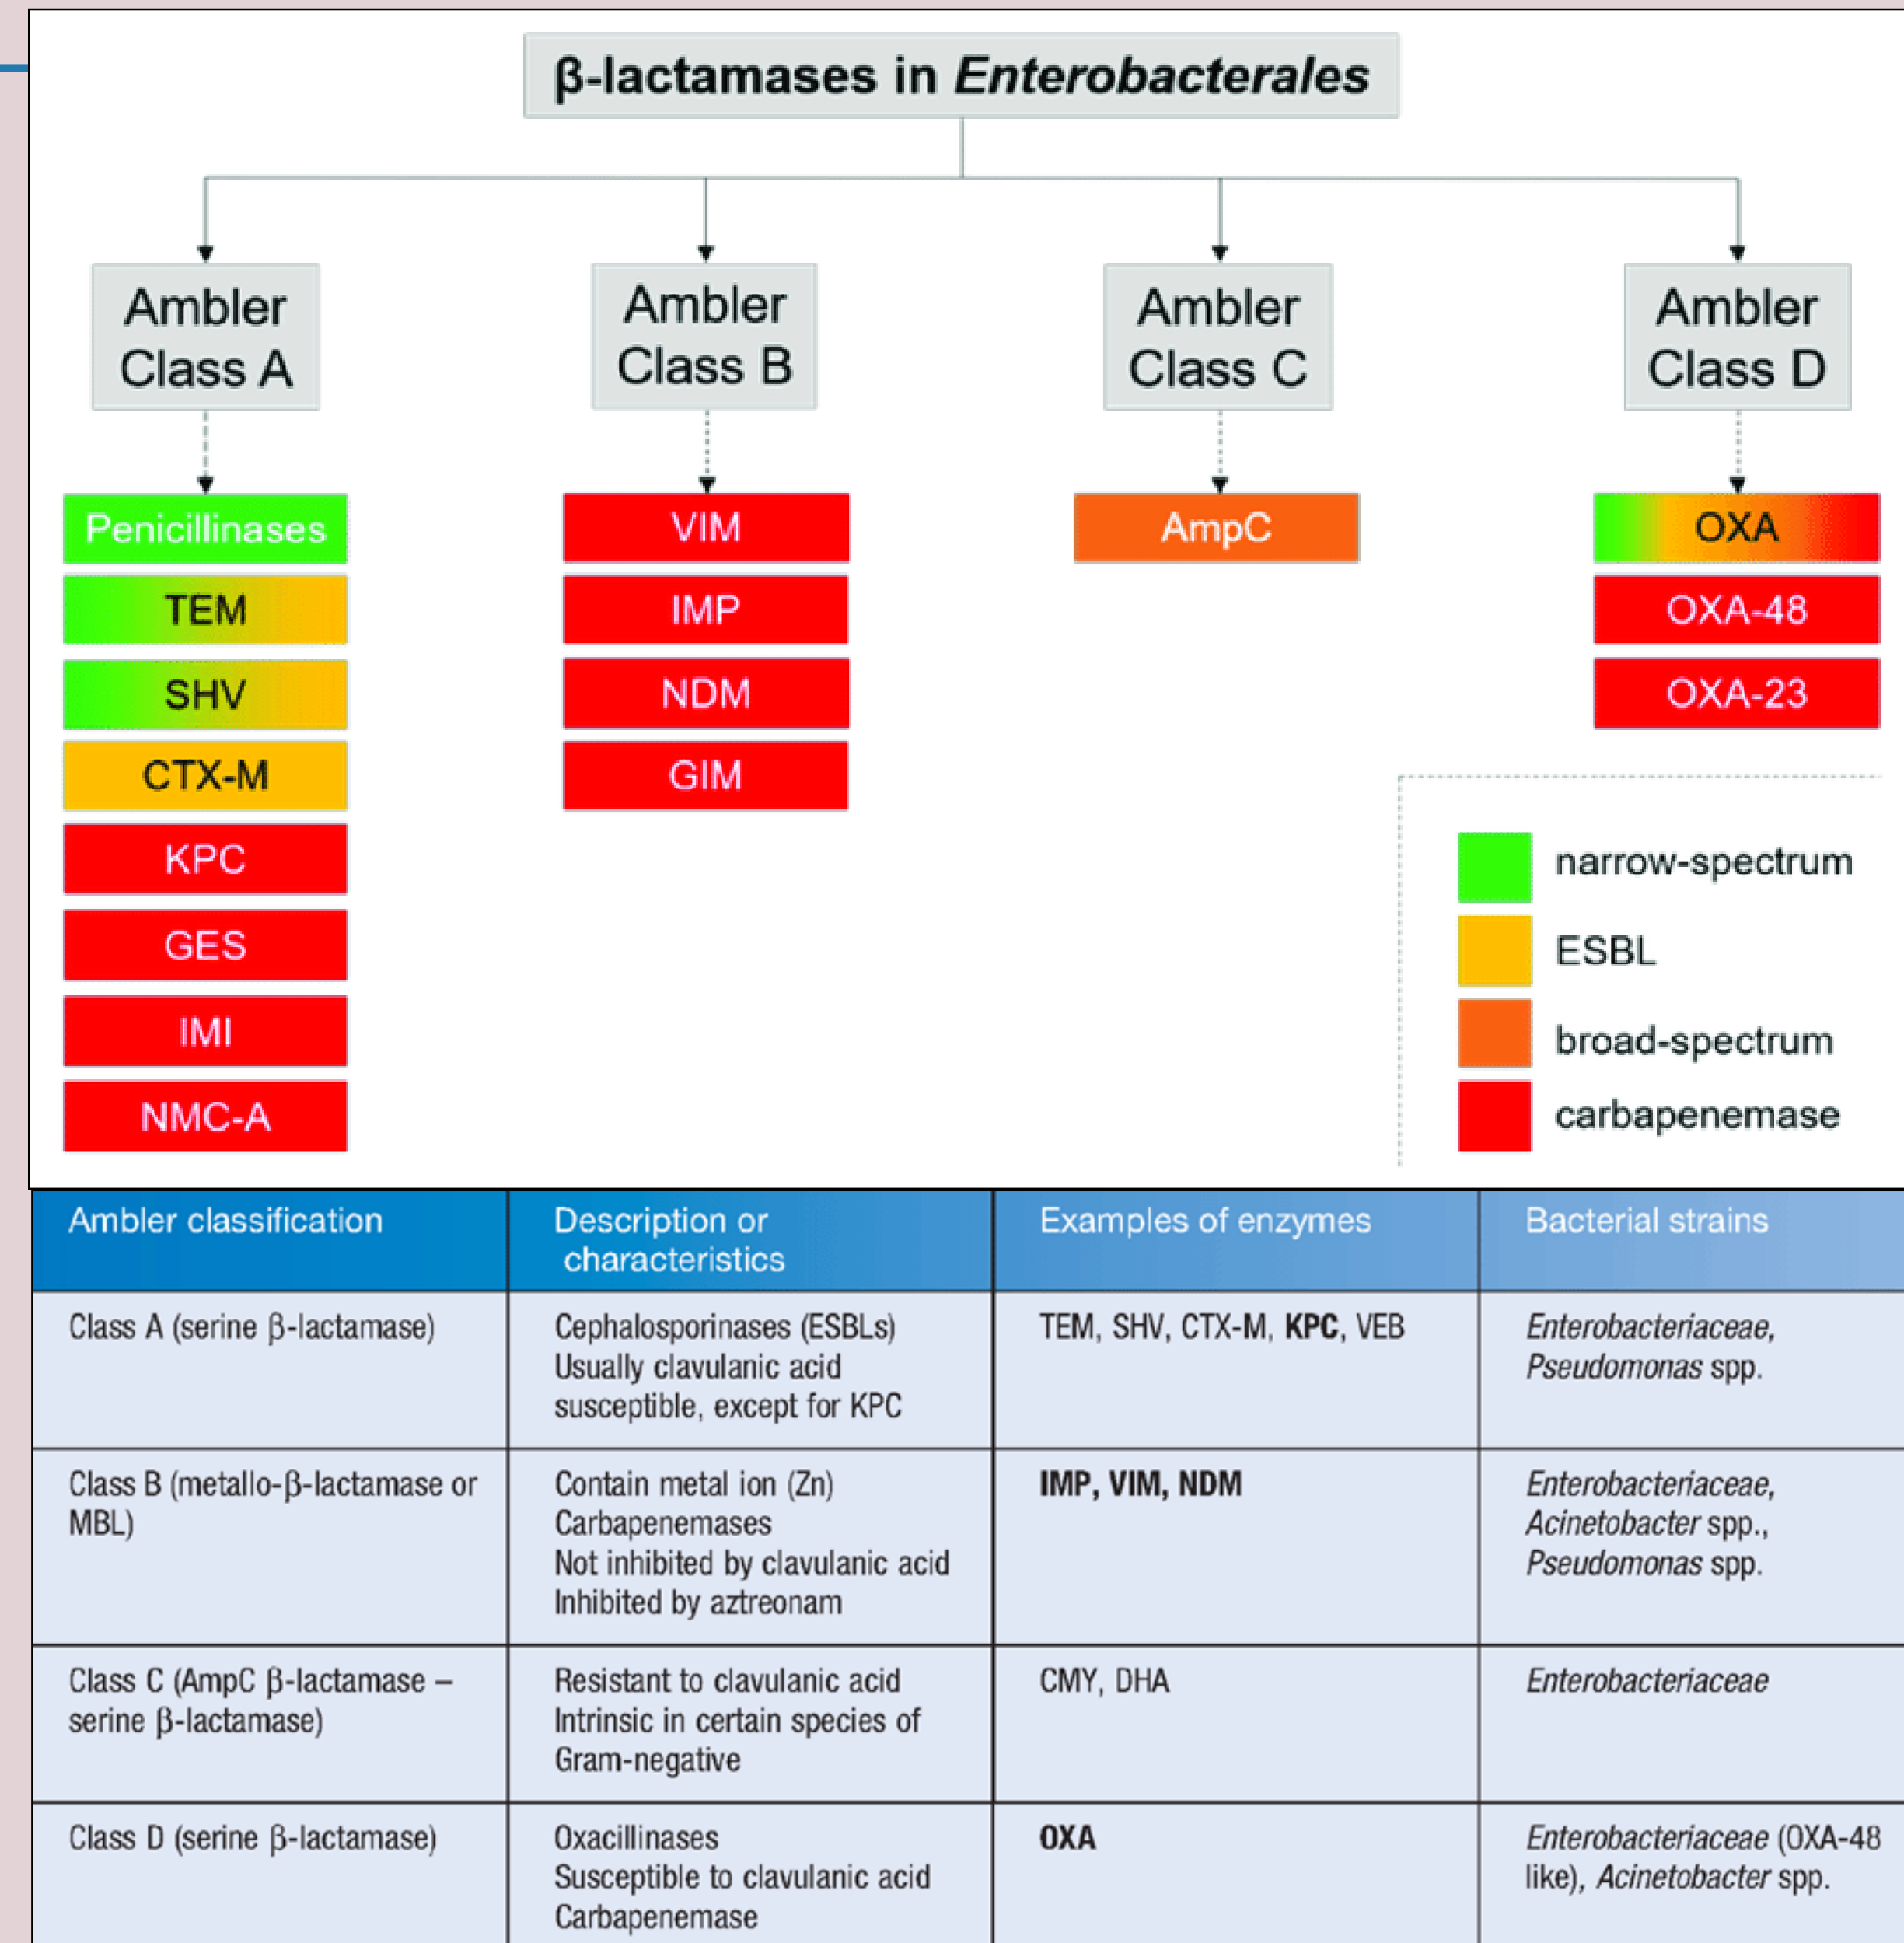 β-lactamases in Enterobacterales
Ambler
Class A
Ambler
Class B
Ambler
Class C
Ambler
Class D
Penicillinases
TEM
SHV
CTX-M
KPC
GES
IMI
NMC-A
VIM
IMP
NDM
GIM
AmpC
OXA
OXA-48
OXA-23
narrow-spectrum
ESBL
broad-spectrum
carbapenemase
Ambler classification
Description or
characteristics
Examples of enzymes
Bacterial strains
Class A (serine β-lactamase)
Cephalosporinases (ESBLs)
Usually clavulanic acid
susceptible, except for KPC
TEM, SHV, CTX-M, KPC, VEB
Enterobacteriaceae,
Pseudomonas spp.
Class B (metallo-β-lactamase or
MBL)
Contain metal ion (Zn)
Carbapenemases
Not inhibited by clavulanic acid
Inhibited by aztreonam
IMP, VIM, NDM
Enterobacteriaceae,
Acinetobacter spp.,
Pseudomonas spp.
Class C (AmpC β-lactamase –
serine β-lactamase)
Resistant to clavulanic acid
Intrinsic in certain species of
Gram-negative
CMY, DHA
Enterobacteriaceae
Class D (serine β-lactamase)
Oxacillinases
Susceptible to clavulanic acid
Carbapenemase
OXA
Enterobacteriaceae (OXA-48
like), Acinetobacter spp.